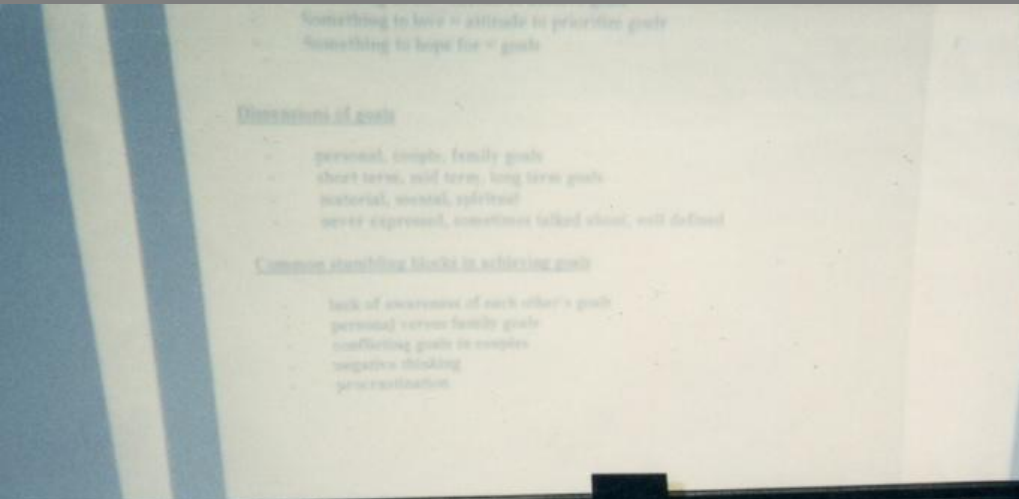 Something to love = attitude to prioritize goals
- Something to hope for = goals
Dimensions of goals
- personal, couple, family goals
- short term, mid term, long term goals
- material, mental, spiritual
- never expressed, sometimes talked about, well defined
Common stumbling blocks in achieving goals
- lack of awareness of each other's goals
- personal versus family goals
- conflicting goals in couples
- negative thinking
- procrastination